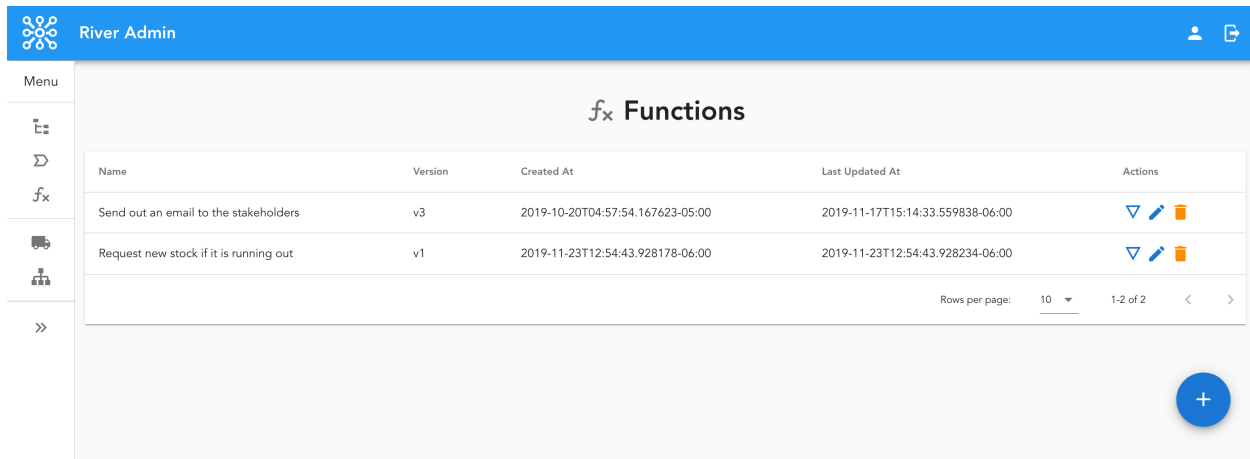 River Admin
Menu
fx Functions
Name Version Created At Last Updated At Actions
Send out an email to the stakeholders v3 2019-10-20T04:57:54.167623-05:00 2019-11-17T15:14:33.559838-06:00
Request new stock if it is running out v1 2019-11-23T12:54:43.928178-06:00 2019-11-23T12:54:43.928234-06:00
Rows per page: 10 1-2 of 2